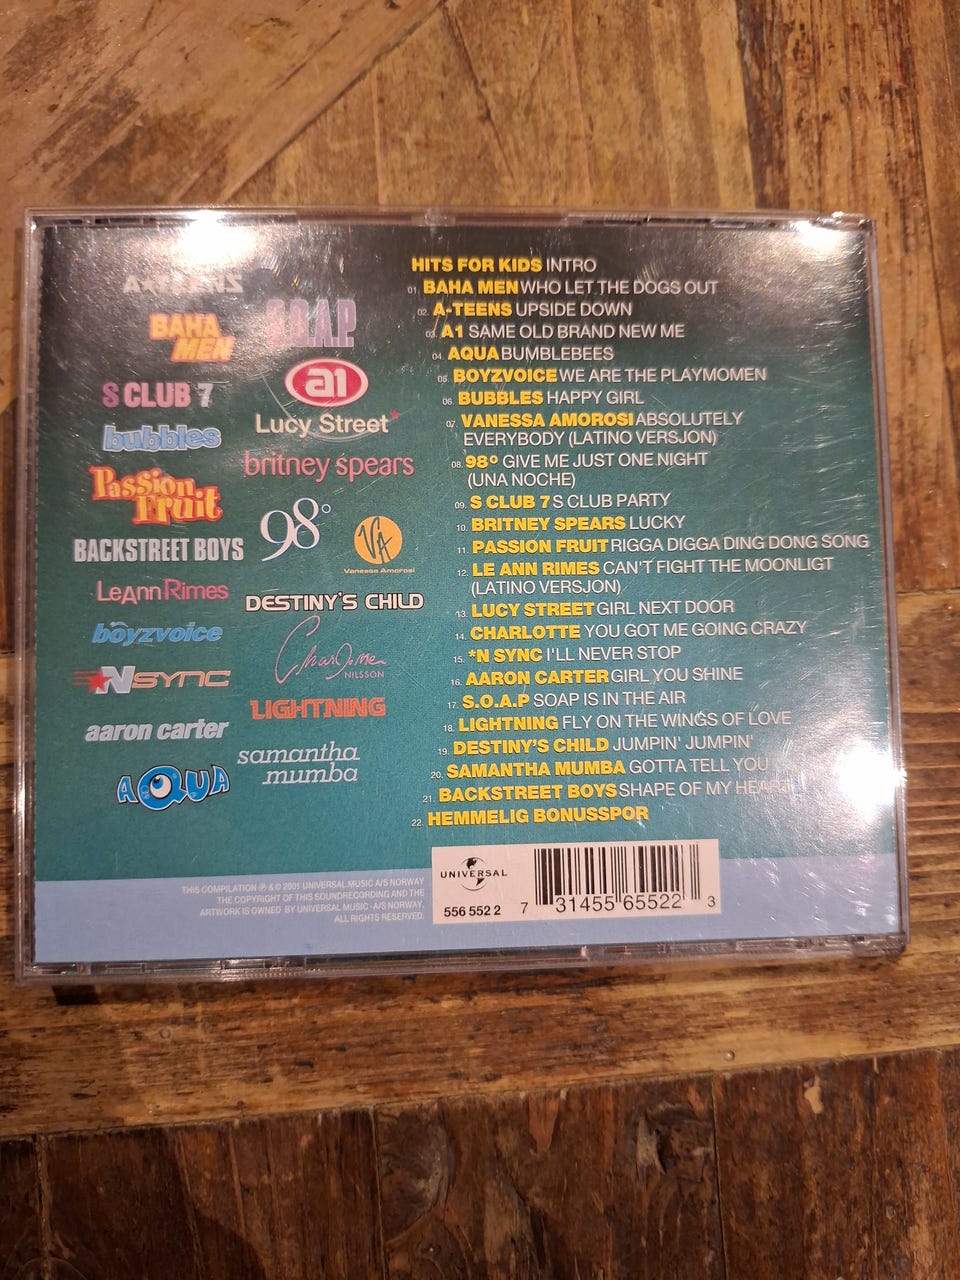 A★TEENS
BAHA
MEN
S CLUB 7
bubbles
Passion
Fruit
BACKSTREET BOYS
LeAnn Rimes
boyzvoice
*NSYNC
aaron carter
AQUA
S.O.A.P.
a1
Lucy Street*
britney spears
98°
VA
Vanessa Amorosi
DESTINY'S CHILD
Charlotte
NILSSON
LIGHTNING
samantha
mumba
HITS FOR KIDS INTRO
01. BAHA MEN WHO LET THE DOGS OUT
02. A-TEENS UPSIDE DOWN
03. A1 SAME OLD BRAND NEW ME
04. AQUA BUMBLEBEES
05. BOYZVOICE WE ARE THE PLAYMOMEN
06. BUBBLES HAPPY GIRL
07. VANESSA AMOROSI ABSOLUTELY
EVERYBODY (LATINO VERSJON)
08. 98º GIVE ME JUST ONE NIGHT
(UNA NOCHE)
09. S CLUB 7 S CLUB PARTY
10. BRITNEY SPEARS LUCKY
11. PASSION FRUIT RIGGA DIGGA DING DONG SONG
12. LE ANN RIMES CAN'T FIGHT THE MOONLIGT
(LATINO VERSJON)
13. LUCY STREET GIRL NEXT DOOR
14. CHARLOTTE YOU GOT ME GOING CRAZY
15. *N SYNC I'LL NEVER STOP
16. AARON CARTER GIRL YOU SHINE
17. S.O.A.P SOAP IS IN THE AIR
18. LIGHTNING FLY ON THE WINGS OF LOVE
19. DESTINY'S CHILD JUMPIN' JUMPIN'
20. SAMANTHA MUMBA GOTTA TELL YOU
21. BACKSTREET BOYS SHAPE OF MY HEART
22. HEMMELIG BONUSSPOR
THIS COMPILATION ℗ & © 2001 UNIVERSAL MUSIC A/S NORWAY
THE COPYRIGHT OF THIS SOUNDRECORDING AND THE
ARTWORK IS OWNED BY UNIVERSAL MUSIC - A/S NORWAY.
ALL RIGHTS RESERVED.
UNIVERSAL
556 552 2
7 31455 65522 3